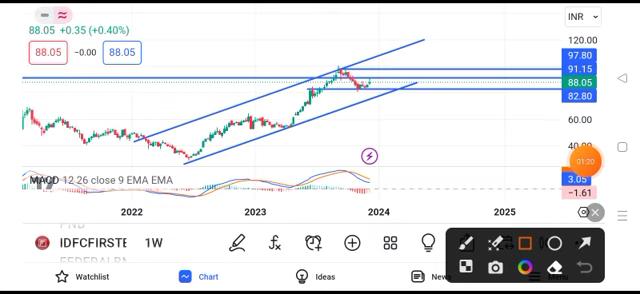 INR
88.05 +0.35 (+0.40%)
88.05 −0.00 88.05
120.00
97.80
91.15
88.05
82.80
60.00
40.00
01:20
MACD 12 26 close 9 EMA EMA
3.05
−1.61
2022 2023 2024 2025
IDFCFIRSTB 1W
Watchlist Chart Ideas News Menu